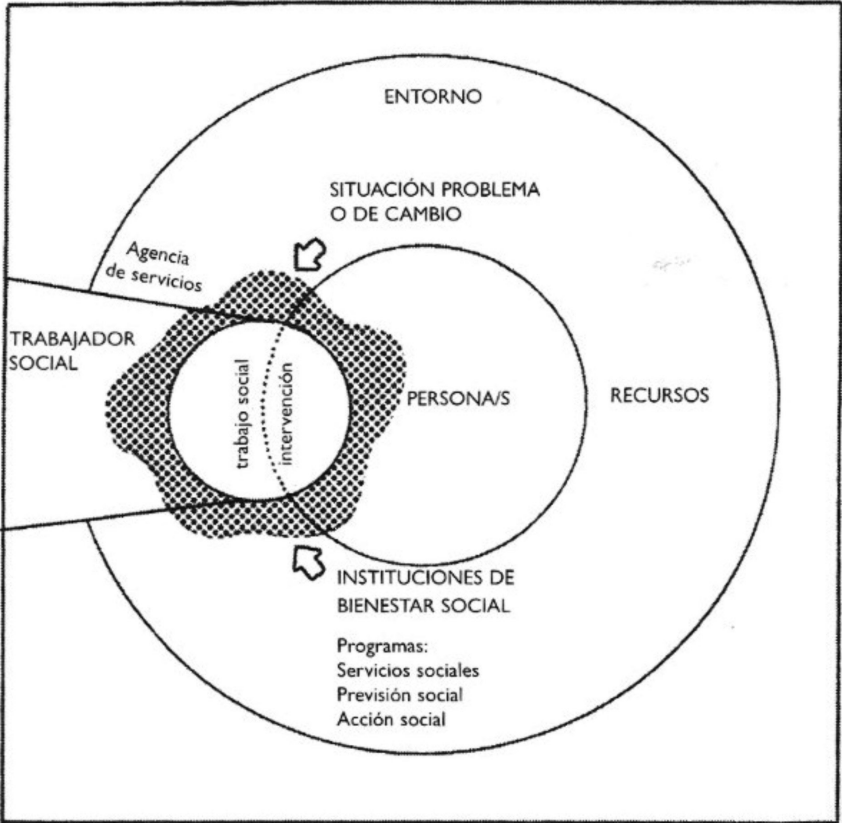 ENTORNO
SITUACIÓN PROBLEMA
O DE CAMBIO
Agencia
de servicios
TRABAJADOR
SOCIAL
trabajo social
intervención
PERSONA/S
RECURSOS
INSTITUCIONES DE
BIENESTAR SOCIAL
Programas:
Servicios sociales
Previsión social
Acción social